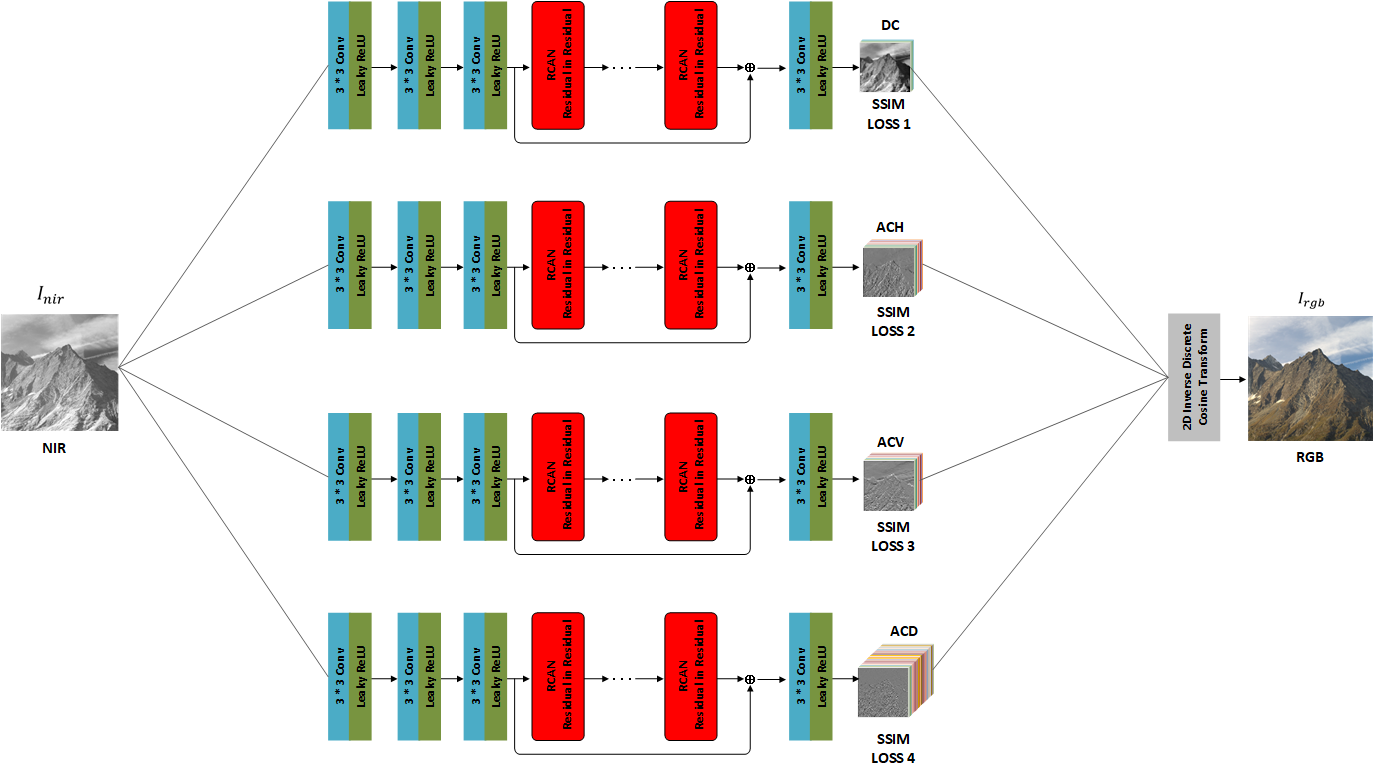 3 * 3 Conv
Leaky ReLU
3 * 3 Conv
Leaky ReLU
3 * 3 Conv
Leaky ReLU
RCAN
Residual in Residual
. . .
RCAN
Residual in Residual
⊕
3 * 3 Conv
Leaky ReLU
DC
SSIM
LOSS 1
3 * 3 Conv
Leaky ReLU
3 * 3 Conv
Leaky ReLU
3 * 3 Conv
Leaky ReLU
RCAN
Residual in Residual
. . .
RCAN
Residual in Residual
⊕
3 * 3 Conv
Leaky ReLU
ACH
SSIM
LOSS 2
I_nir
NIR
3 * 3 Conv
Leaky ReLU
3 * 3 Conv
Leaky ReLU
3 * 3 Conv
Leaky ReLU
RCAN
Residual in Residual
. . .
RCAN
Residual in Residual
⊕
3 * 3 Conv
Leaky ReLU
ACV
SSIM
LOSS 3
3 * 3 Conv
Leaky ReLU
3 * 3 Conv
Leaky ReLU
3 * 3 Conv
Leaky ReLU
RCAN
Residual in Residual
. . .
RCAN
Residual in Residual
⊕
3 * 3 Conv
Leaky ReLU
ACD
SSIM
LOSS 4
2D Inverse Discrete
Cosine Transform
I_rgb
RGB